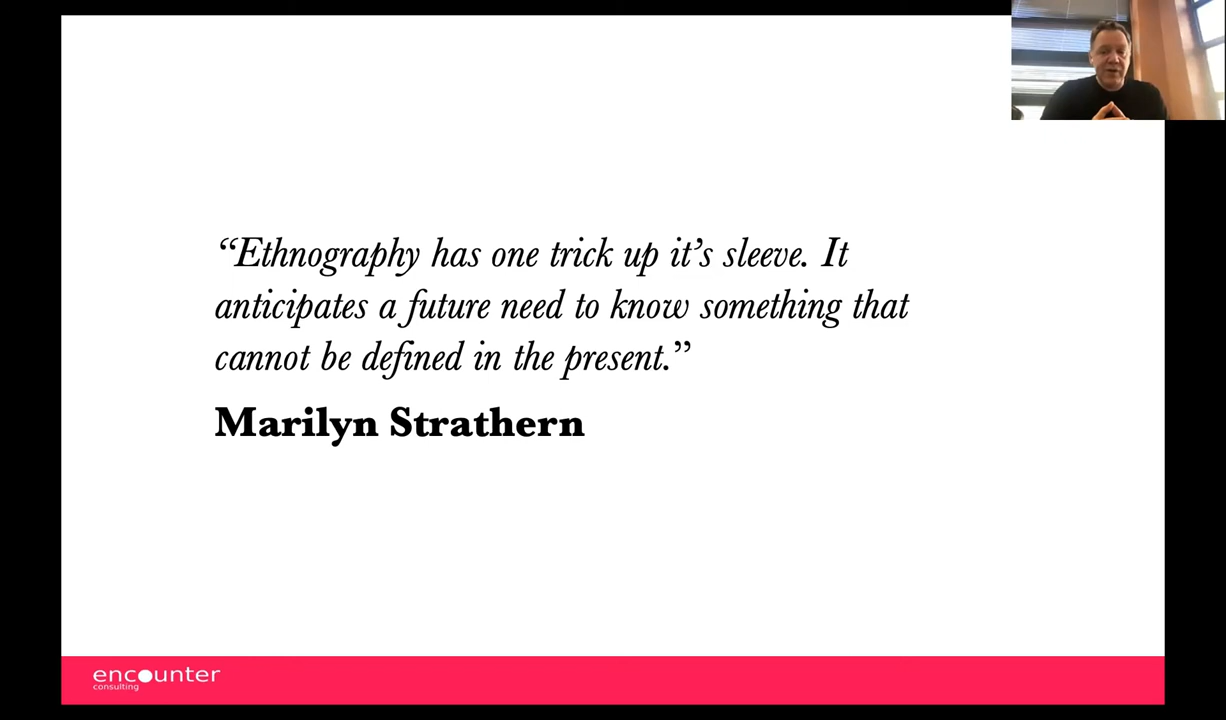 “Ethnography has one trick up it’s sleeve. It
anticipates a future need to know something that
cannot be defined in the present.”
Marilyn Strathern
encounter
consulting